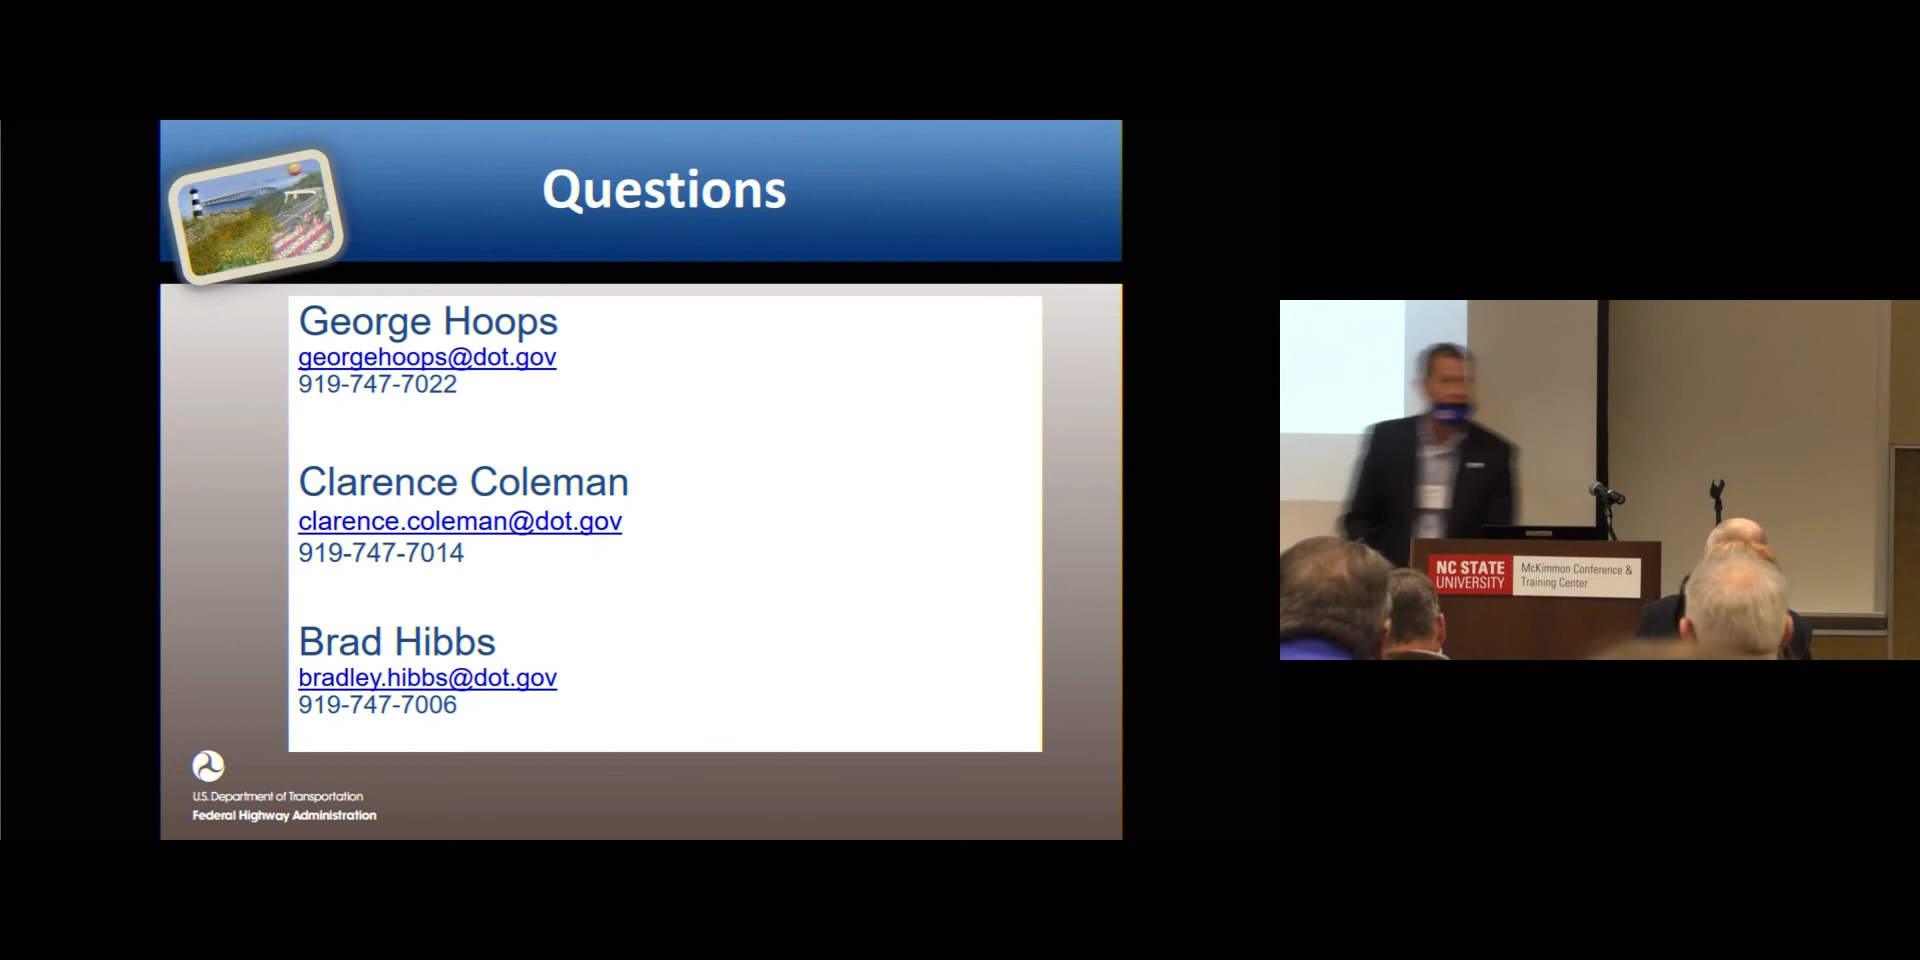 Questions
George Hoops
georgehoops@dot.gov
919-747-7022
Clarence Coleman
clarence.coleman@dot.gov
919-747-7014
Brad Hibbs
bradley.hibbs@dot.gov
919-747-7006
U.S. Department of Transportation
Federal Highway Administration
NC STATE
UNIVERSITY
McKimmon Conference &
Training Center